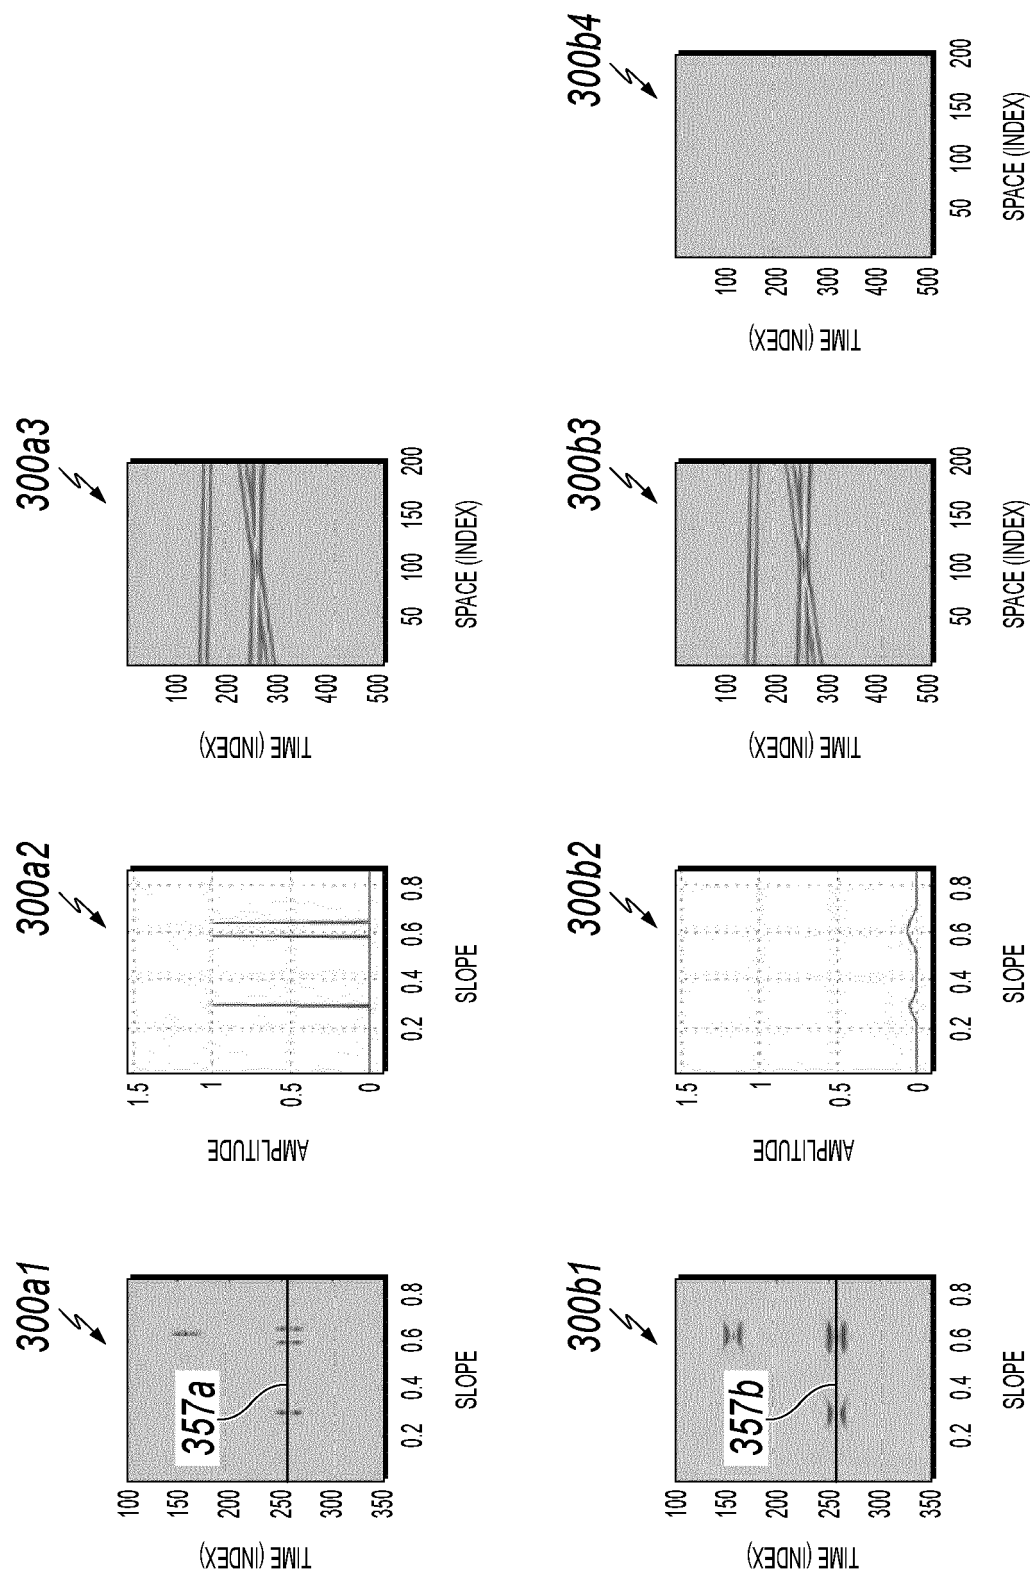 300a1
TIME (INDEX)
100
150
200
250
300
350
357a
0.2
0.4
0.6
0.8
SLOPE
300a2
AMPLITUDE
1.5
1
0.5
0
0.2
0.4
0.6
0.8
SLOPE
300a3
TIME (INDEX)
100
200
300
400
500
50
100
150
200
SPACE (INDEX)
300b1
TIME (INDEX)
100
150
200
250
300
350
357b
0.2
0.4
0.6
0.8
SLOPE
300b2
AMPLITUDE
1.5
1
0.5
0
0.2
0.4
0.6
0.8
SLOPE
300b3
TIME (INDEX)
100
200
300
400
500
50
100
150
200
SPACE (INDEX)
300b4
TIME (INDEX)
100
200
300
400
500
50
100
150
200
SPACE (INDEX)